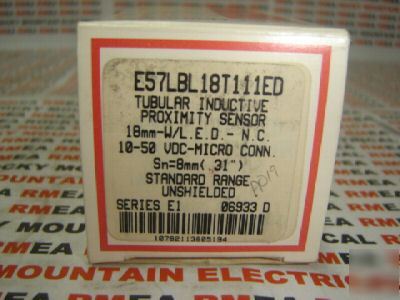 E57LBL18T111ED
TUBULAR INDUCTIVE
PROXIMITY SENSOR
18mm-W/L.E.D.- N.C.
10-50 VDC-MICRO CONN.
Sn=8mm(.31")
STANDARD RANGE
UNSHIELDED
SERIES E1 06933 D
10782113605194
MOUNTAIN ELECTRIC